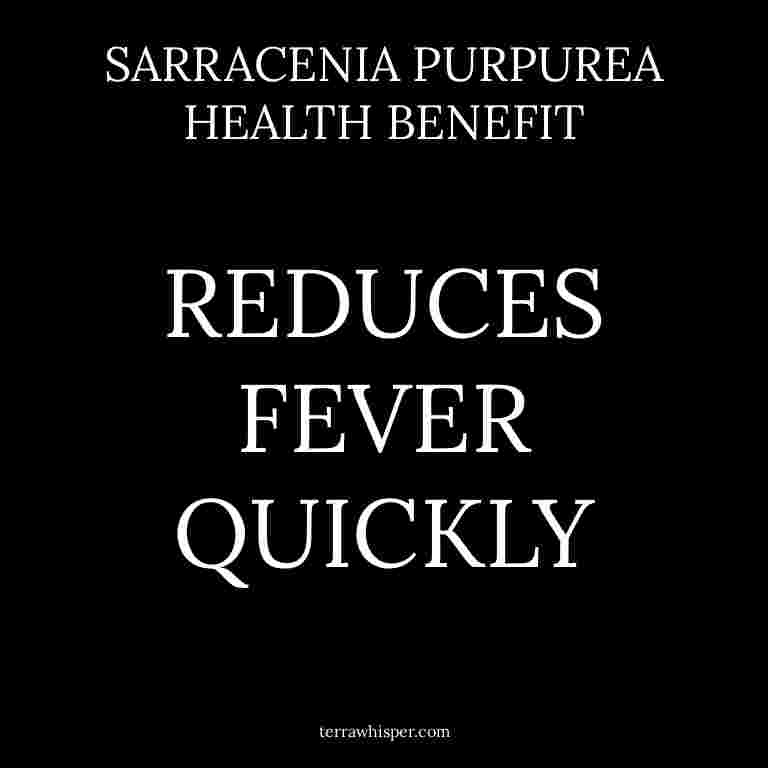 SARRACENIA PURPUREA
HEALTH BENEFIT
REDUCES
FEVER
QUICKLY
terrawhisper.com